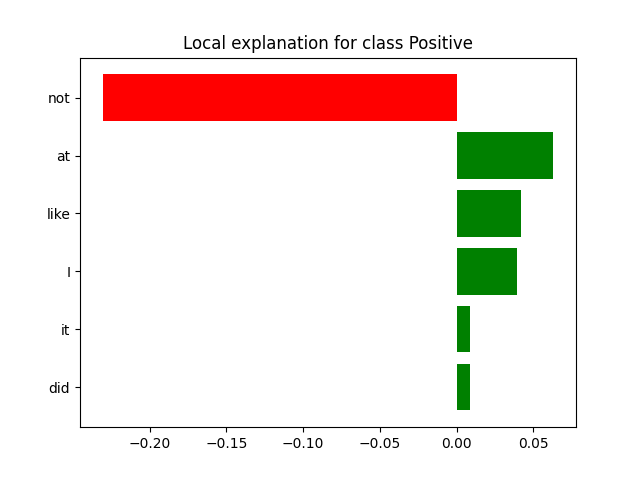 Local explanation for class Positive
not
at
like
I
it
did
−0.20 −0.15 −0.10 −0.05 0.00 0.05